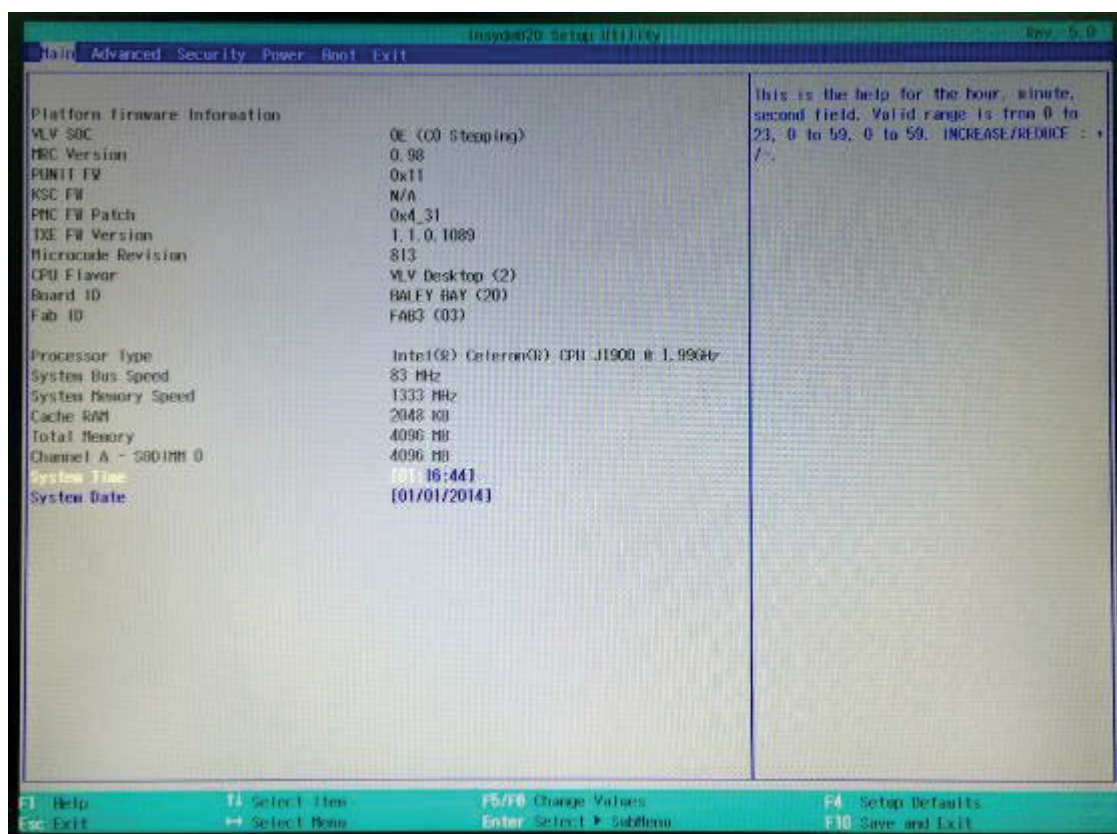 InsydeH20 Setup Utility Rev. 5.0
Main Advanced Security Power Boot Exit
Platform firmware Information
VLV SOC 0E (C0 Stepping)
MRC Version 0.98
PUNIT FW 0x11
KSC FW N/A
PMC FW Patch 0x4_31
TXE FW Version 1.1.0.1089
Microcode Revision 813
CPU Flavor VLV Desktop (2)
Board ID BALEY BAY (20)
Fab ID FAB3 (03)
Processor Type Intel(R) Celeron(R) CPU J1900 @ 1.99GHz
System Bus Speed 83 MHz
System Memory Speed 1333 MHz
Cache RAM 2048 KB
Total Memory 4096 MB
Channel A - SODIMM 0 4096 MB
System Time [01:16:44]
System Date [01/01/2014]
This is the help for the hour, minute,
second field. Valid range is from 0 to
23, 0 to 59, 0 to 59. INCREASE/REDUCE : +
/-.
F1 Help ↑↓ Select Item F5/F6 Change Values F4 Setup Defaults
Esc Exit ↔ Select Menu Enter Select ▶ SubMenu F10 Save and Exit